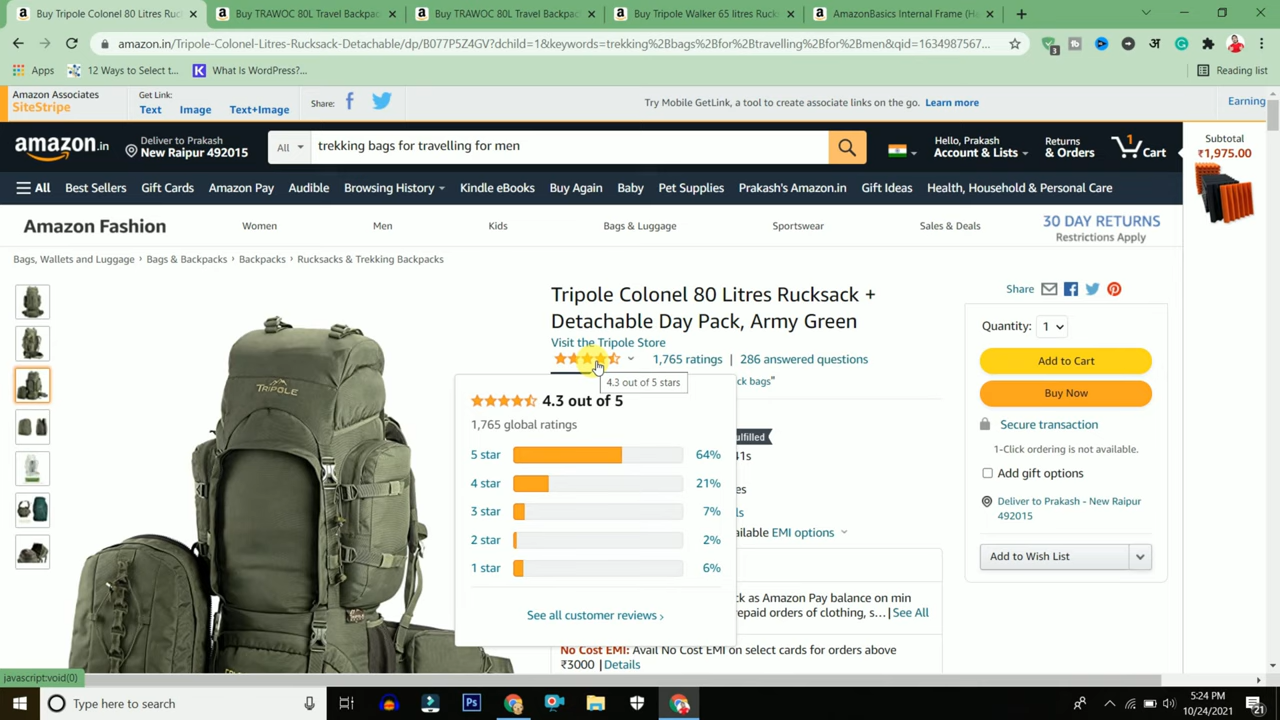 Buy Tripole Colonel 80 Litres Ruc
Buy TRAWOC 80L Travel Backpac
Buy TRAWOC 80L Travel Backpac
Buy Tripole Walker 65 litres Ruck
AmazonBasics Internal Frame (H
amazon.in/Tripole-Colonel-Litres-Rucksack-Detachable/dp/B077P5Z4GV?dchild=1&keywords=trekking%2Bbags%2Bfor%2Btravelling%2Bfor%2Bmen&qid=1634987567...
Apps 12 Ways to Select t... What Is WordPress?... Reading list
Amazon Associates
SiteStripe
Get Link:
Text Image Text+Image
Share:
Try Mobile GetLink, a tool to create associate links on the go. Learn more
Earning
amazon.in
Deliver to Prakash
New Raipur 492015
All
trekking bags for travelling for men
Hello, Prakash
Account & Lists
Returns
& Orders
1
Cart
Subtotal
₹1,975.00
All Best Sellers Gift Cards Amazon Pay Audible Browsing History Kindle eBooks Buy Again Baby Pet Supplies Prakash's Amazon.in Gift Ideas Health, Household & Personal Care
Amazon Fashion Women Men Kids Bags & Luggage Sportswear Sales & Deals
30 DAY RETURNS
Restrictions Apply
Bags, Wallets and Luggage › Bags & Backpacks › Backpacks › Rucksacks & Trekking Backpacks
TRIPOLE
Tripole Colonel 80 Litres Rucksack +
Detachable Day Pack, Army Green
Visit the Tripole Store
1,765 ratings | 286 answered questions
4.3 out of 5 stars
ck bags"
4.3 out of 5
1,765 global ratings
5 star 64%
4 star 21%
3 star 7%
2 star 2%
1 star 6%
See all customer reviews ›
ulfilled
41s
es
ls
ailable EMI options
ck as Amazon Pay balance on min
repaid orders of clothing, s... | See All
No Cost EMI: Avail No Cost EMI on select cards for orders above
₹3000 | Details
Share
Quantity: 1
Add to Cart
Buy Now
Secure transaction
1-Click ordering is not available.
Add gift options
Deliver to Prakash - New Raipur
492015
Add to Wish List
javascript:void(0)
Type here to search
Ps
5:24 PM
10/24/2021
21